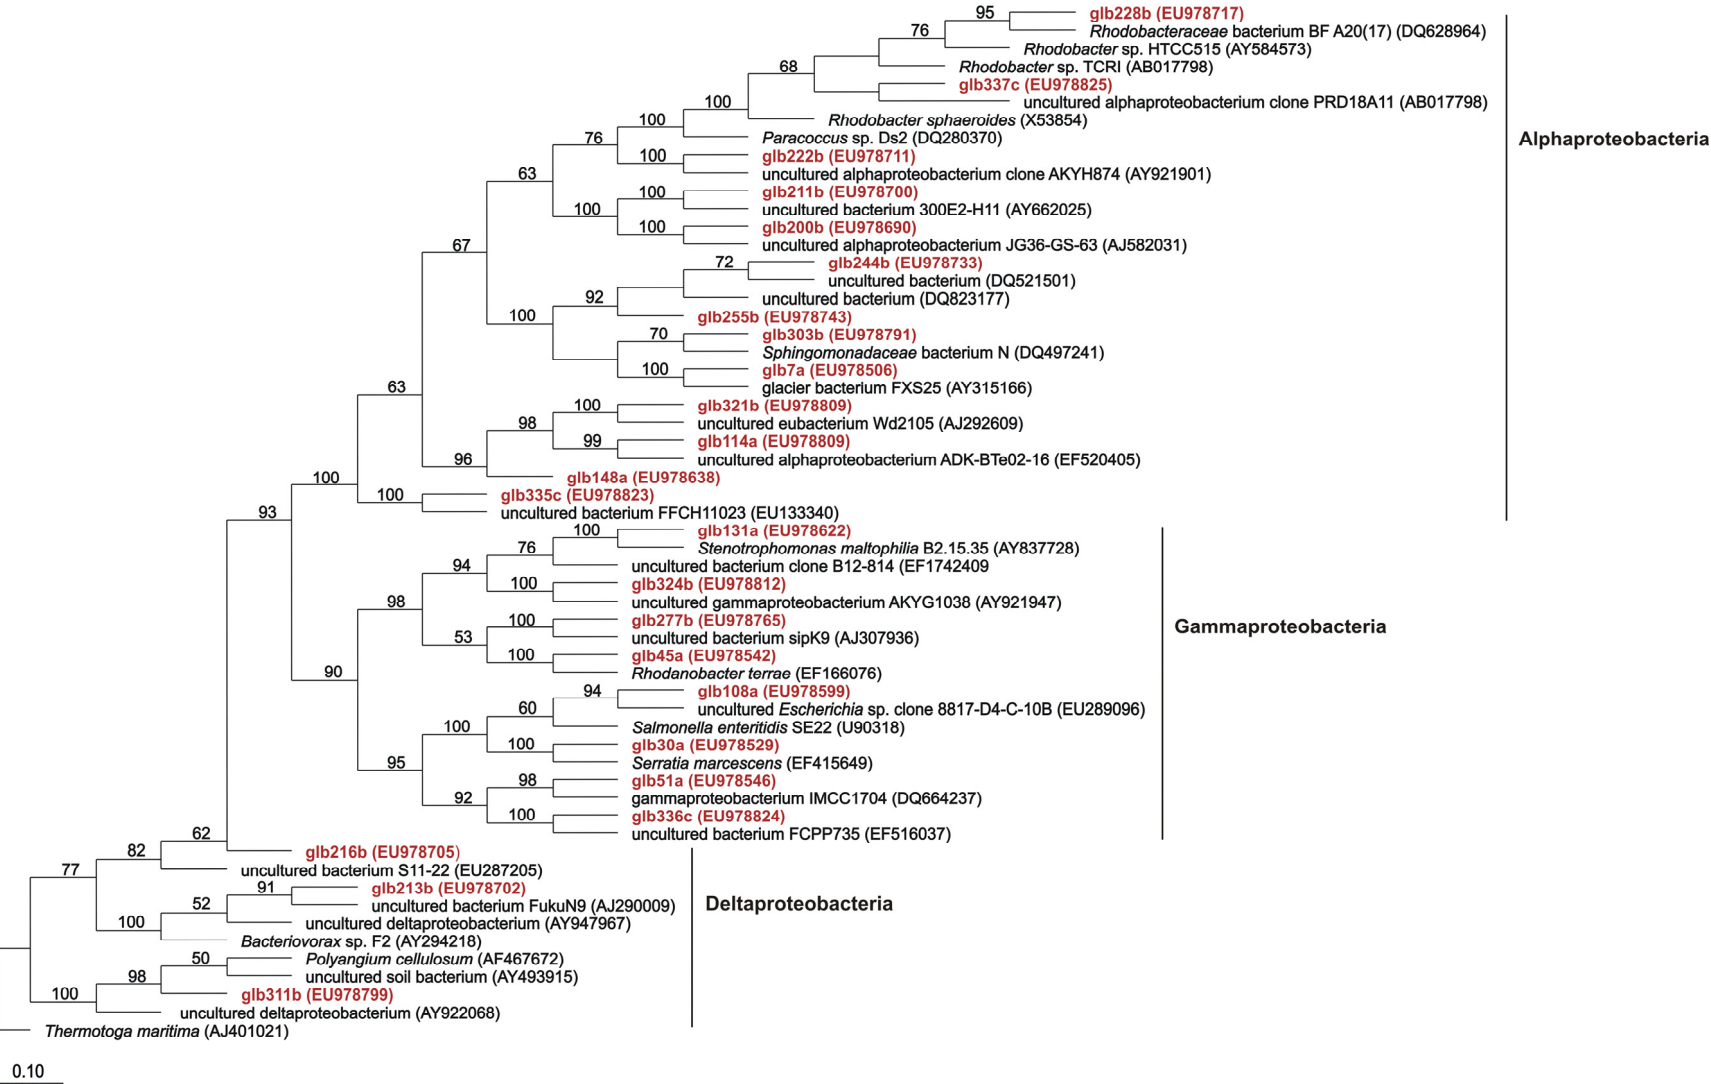 95
glb228b (EU978717)
76
Rhodobacteraceae bacterium BF A20(17) (DQ628964)
Rhodobacter sp. HTCC515 (AY584573)
68
Rhodobacter sp. TCRI (AB017798)
glb337c (EU978825)
100
uncultured alphaproteobacterium clone PRD18A11 (AB017798)
100
Rhodobacter sphaeroides (X53854)
76
Paracoccus sp. Ds2 (DQ280370)
Alphaproteobacteria
100
glb222b (EU978711)
63
uncultured alphaproteobacterium clone AKYH874 (AY921901)
100
glb211b (EU978700)
100
uncultured bacterium 300E2-H11 (AY662025)
100
glb200b (EU978690)
67
uncultured alphaproteobacterium JG36-GS-63 (AJ582031)
72
glb244b (EU978733)
uncultured bacterium (DQ521501)
92
uncultured bacterium (DQ823177)
100
glb255b (EU978743)
70
glb303b (EU978791)
Sphingomonadaceae bacterium N (DQ497241)
100
glb7a (EU978506)
63
glacier bacterium FXS25 (AY315166)
100
glb321b (EU978809)
98
uncultured eubacterium Wd2105 (AJ292609)
99
glb114a (EU978809)
96
uncultured alphaproteobacterium ADK-BTe02-16 (EF520405)
100
glb148a (EU978638)
100
glb335c (EU978823)
93
uncultured bacterium FFCH11023 (EU133340)
100
glb131a (EU978622)
76
Stenotrophomonas maltophilia B2.15.35 (AY837728)
94
uncultured bacterium clone B12-814 (EF1742409
100
glb324b (EU978812)
98
uncultured gammaproteobacterium AKYG1038 (AY921947)
100
glb277b (EU978765)
Gammaproteobacteria
53
uncultured bacterium sipK9 (AJ307936)
100
glb45a (EU978542)
90
Rhodanobacter terrae (EF166076)
94
glb108a (EU978599)
60
uncultured Escherichia sp. clone 8817-D4-C-10B (EU289096)
100
Salmonella enteritidis SE22 (U90318)
100
glb30a (EU978529)
95
Serratia marcescens (EF415649)
98
glb51a (EU978546)
92
gammaproteobacterium IMCC1704 (DQ664237)
100
glb336c (EU978824)
62
uncultured bacterium FCPP735 (EF516037)
82
glb216b (EU978705)
77
uncultured bacterium S11-22 (EU287205)
91
glb213b (EU978702)
52
uncultured bacterium FukuN9 (AJ290009)
Deltaproteobacteria
100
uncultured deltaproteobacterium (AY947967)
Bacteriovorax sp. F2 (AY294218)
50
Polyangium cellulosum (AF467672)
98
uncultured soil bacterium (AY493915)
100
glb311b (EU978799)
uncultured deltaproteobacterium (AY922068)
Thermotoga maritima (AJ401021)
0.10